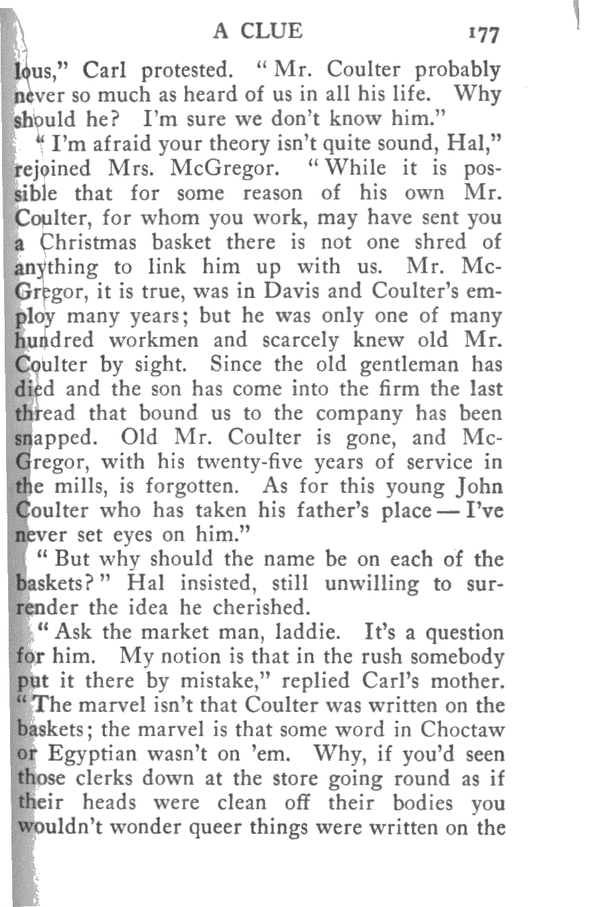 A CLUE 177
lous,” Carl protested. “Mr. Coulter probably
never so much as heard of us in all his life. Why
should he? I’m sure we don’t know him.”
“I’m afraid your theory isn’t quite sound, Hal,”
rejoined Mrs. McGregor. “While it is pos-
sible that for some reason of his own Mr.
Coulter, for whom you work, may have sent you
a Christmas basket there is not one shred of
anything to link him up with us. Mr. Mc-
Gregor, it is true, was in Davis and Coulter’s em-
ploy many years; but he was only one of many
hundred workmen and scarcely knew old Mr.
Coulter by sight. Since the old gentleman has
died and the son has come into the firm the last
thread that bound us to the company has been
snapped. Old Mr. Coulter is gone, and Mc-
Gregor, with his twenty-five years of service in
the mills, is forgotten. As for this young John
Coulter who has taken his father’s place — I’ve
never set eyes on him.”
“But why should the name be on each of the
baskets?” Hal insisted, still unwilling to sur-
render the idea he cherished.
“Ask the market man, laddie. It’s a question
for him. My notion is that in the rush somebody
put it there by mistake,” replied Carl’s mother.
“The marvel isn’t that Coulter was written on the
baskets; the marvel is that some word in Choctaw
or Egyptian wasn’t on ’em. Why, if you’d seen
those clerks down at the store going round as if
their heads were clean off their bodies you
wouldn’t wonder queer things were written on the